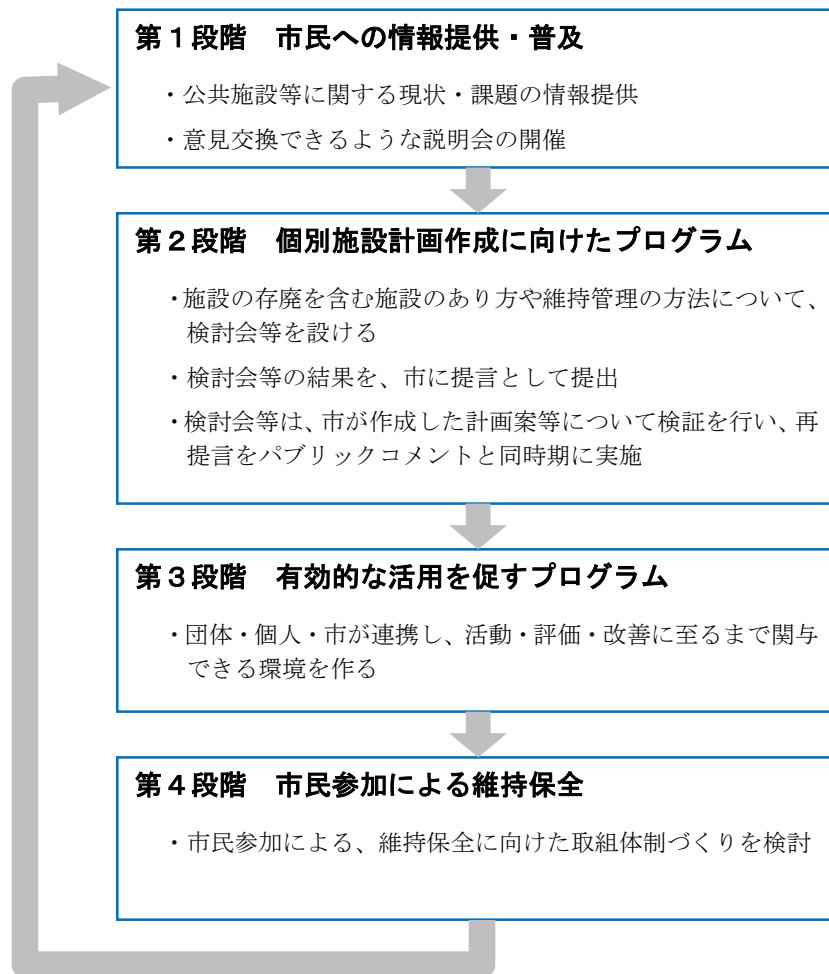 第１段階　市民への情報提供・普及
・公共施設等に関する現状・課題の情報提供
・意見交換できるような説明会の開催
第２段階　個別施設計画作成に向けたプログラム
・施設の存廃を含む施設のあり方や維持管理の方法について、
検討会等を設ける
・検討会等の結果を、市に提言として提出
・検討会等は、市が作成した計画案等について検証を行い、再
提言をパブリックコメントと同時期に実施
第３段階　有効的な活用を促すプログラム
・団体・個人・市が連携し、活動・評価・改善に至るまで関与
できる環境を作る
第４段階　市民参加による維持保全
・市民参加による、維持保全に向けた取組体制づくりを検討